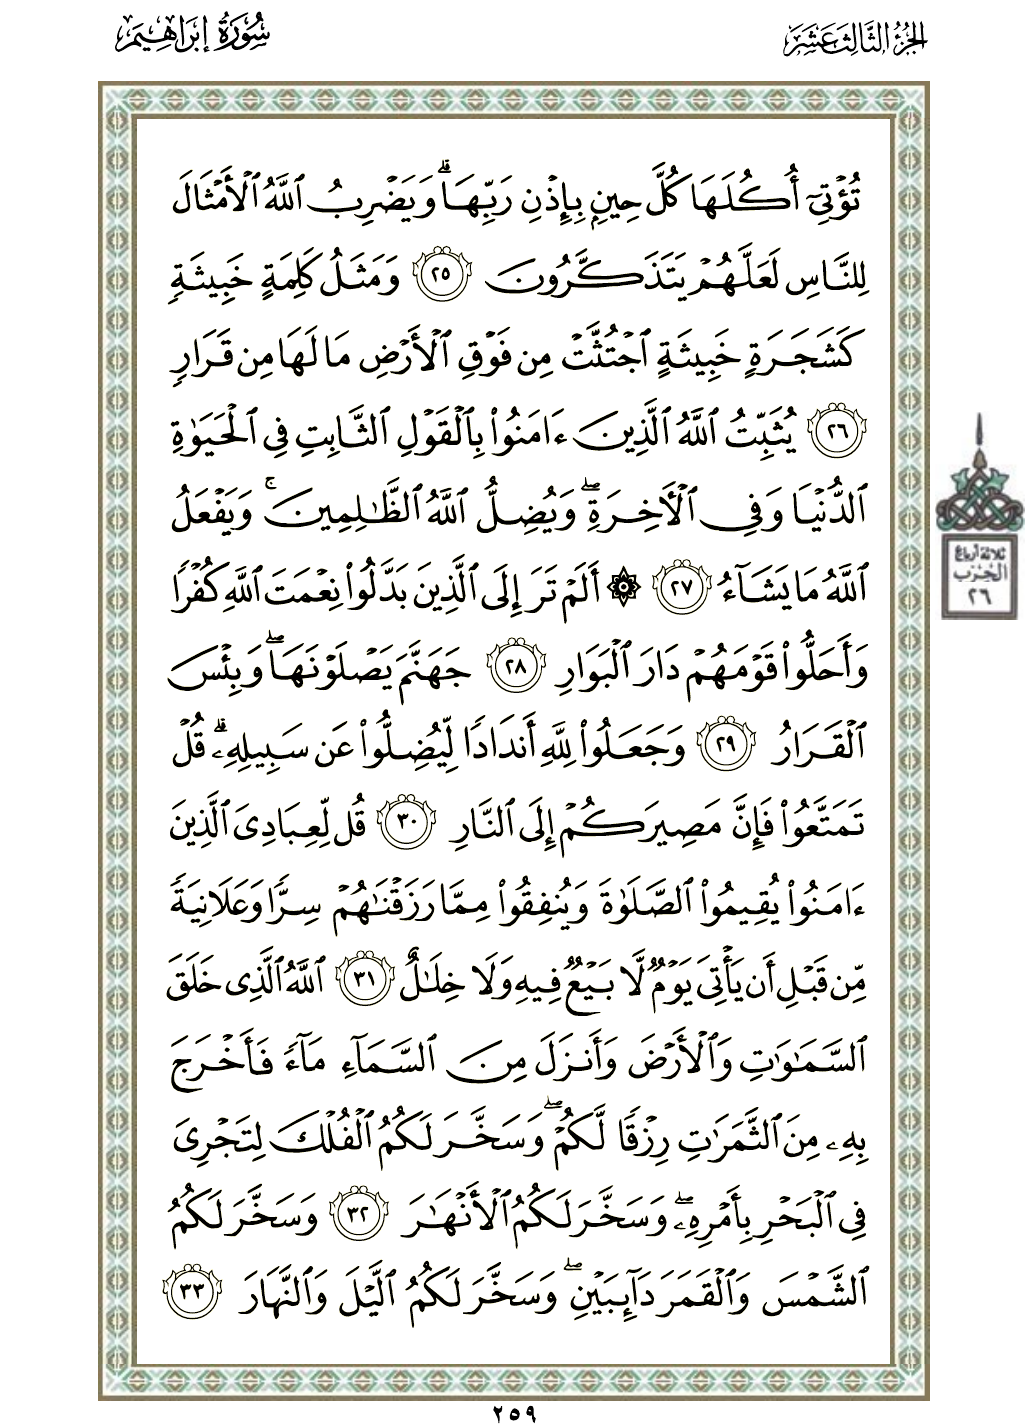 الجزء الثالث عشر
سورة إبراهيم
تُؤۡتِيٓ أُكُلَهَا كُلَّ حِينِۭ بِإِذۡنِ رَبِّهَاۗ وَيَضۡرِبُ ٱللَّهُ ٱلۡأَمۡثَالَ
لِلنَّاسِ لَعَلَّهُمۡ يَتَذَكَّرُونَ ٢٥ وَمَثَلُ كَلِمَةٍ خَبِيثَةٖ
كَشَجَرَةٍ خَبِيثَةٍ ٱجۡتُثَّتۡ مِن فَوۡقِ ٱلۡأَرۡضِ مَا لَهَا مِن قَرَارٖ
٢٦ يُثَبِّتُ ٱللَّهُ ٱلَّذِينَ ءَامَنُواْ بِٱلۡقَوۡلِ ٱلثَّابِتِ فِي ٱلۡحَيَوٰةِ
ٱلدُّنۡيَا وَفِي ٱلۡأٓخِرَةِۖ وَيُضِلُّ ٱللَّهُ ٱلظَّٰلِمِينَۚ وَيَفۡعَلُ
ٱللَّهُ مَا يَشَآءُ ٢٧ ۞ أَلَمۡ تَرَ إِلَى ٱلَّذِينَ بَدَّلُواْ نِعۡمَتَ ٱللَّهِ كُفۡرٗا
وَأَحَلُّواْ قَوۡمَهُمۡ دَارَ ٱلۡبَوَارِ ٢٨ جَهَنَّمَ يَصۡلَوۡنَهَاۖ وَبِئۡسَ
ٱلۡقَرَارُ ٢٩ وَجَعَلُواْ لِلَّهِ أَندَادٗا لِّيُضِلُّواْ عَن سَبِيلِهِۦۗ قُلۡ
تَمَتَّعُواْ فَإِنَّ مَصِيرَكُمۡ إِلَى ٱلنَّارِ ٣٠ قُل لِّعِبَادِيَ ٱلَّذِينَ
ءَامَنُواْ يُقِيمُواْ ٱلصَّلَوٰةَ وَيُنفِقُواْ مِمَّا رَزَقۡنَٰهُمۡ سِرّٗا وَعَلَانِيَةٗ
مِّن قَبۡلِ أَن يَأۡتِيَ يَوۡمٞ لَّا بَيۡعٞ فِيهِ وَلَا خِلَٰلٌ ٣١ ٱللَّهُ ٱلَّذِي خَلَقَ
ٱلسَّمَٰوَٰتِ وَٱلۡأَرۡضَ وَأَنزَلَ مِنَ ٱلسَّمَآءِ مَآءٗ فَأَخۡرَجَ
بِهِۦ مِنَ ٱلثَّمَرَٰتِ رِزۡقٗا لَّكُمۡۖ وَسَخَّرَ لَكُمُ ٱلۡفُلۡكَ لِتَجۡرِيَ
فِي ٱلۡبَحۡرِ بِأَمۡرِهِۦۖ وَسَخَّرَ لَكُمُ ٱلۡأَنۡهَٰرَ ٣٢ وَسَخَّرَ لَكُمُ
ٱلشَّمۡسَ وَٱلۡقَمَرَ دَآئِبَيۡنِۖ وَسَخَّرَ لَكُمُ ٱلَّيۡلَ وَٱلنَّهَارَ ٣٣
ثلاثة أرباع
الحزب
٢٦
٢٥٩